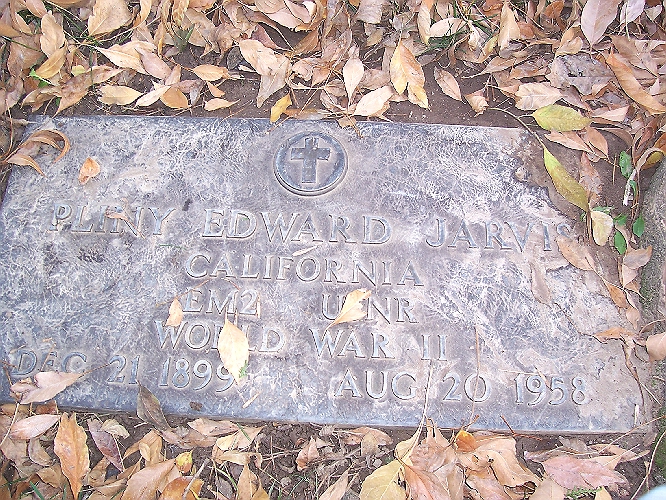 PLINY EDWARD JARVIS
CALIFORNIA
EM2 USNR
WORLD WAR II
DEC 21 1899 AUG 20 1958